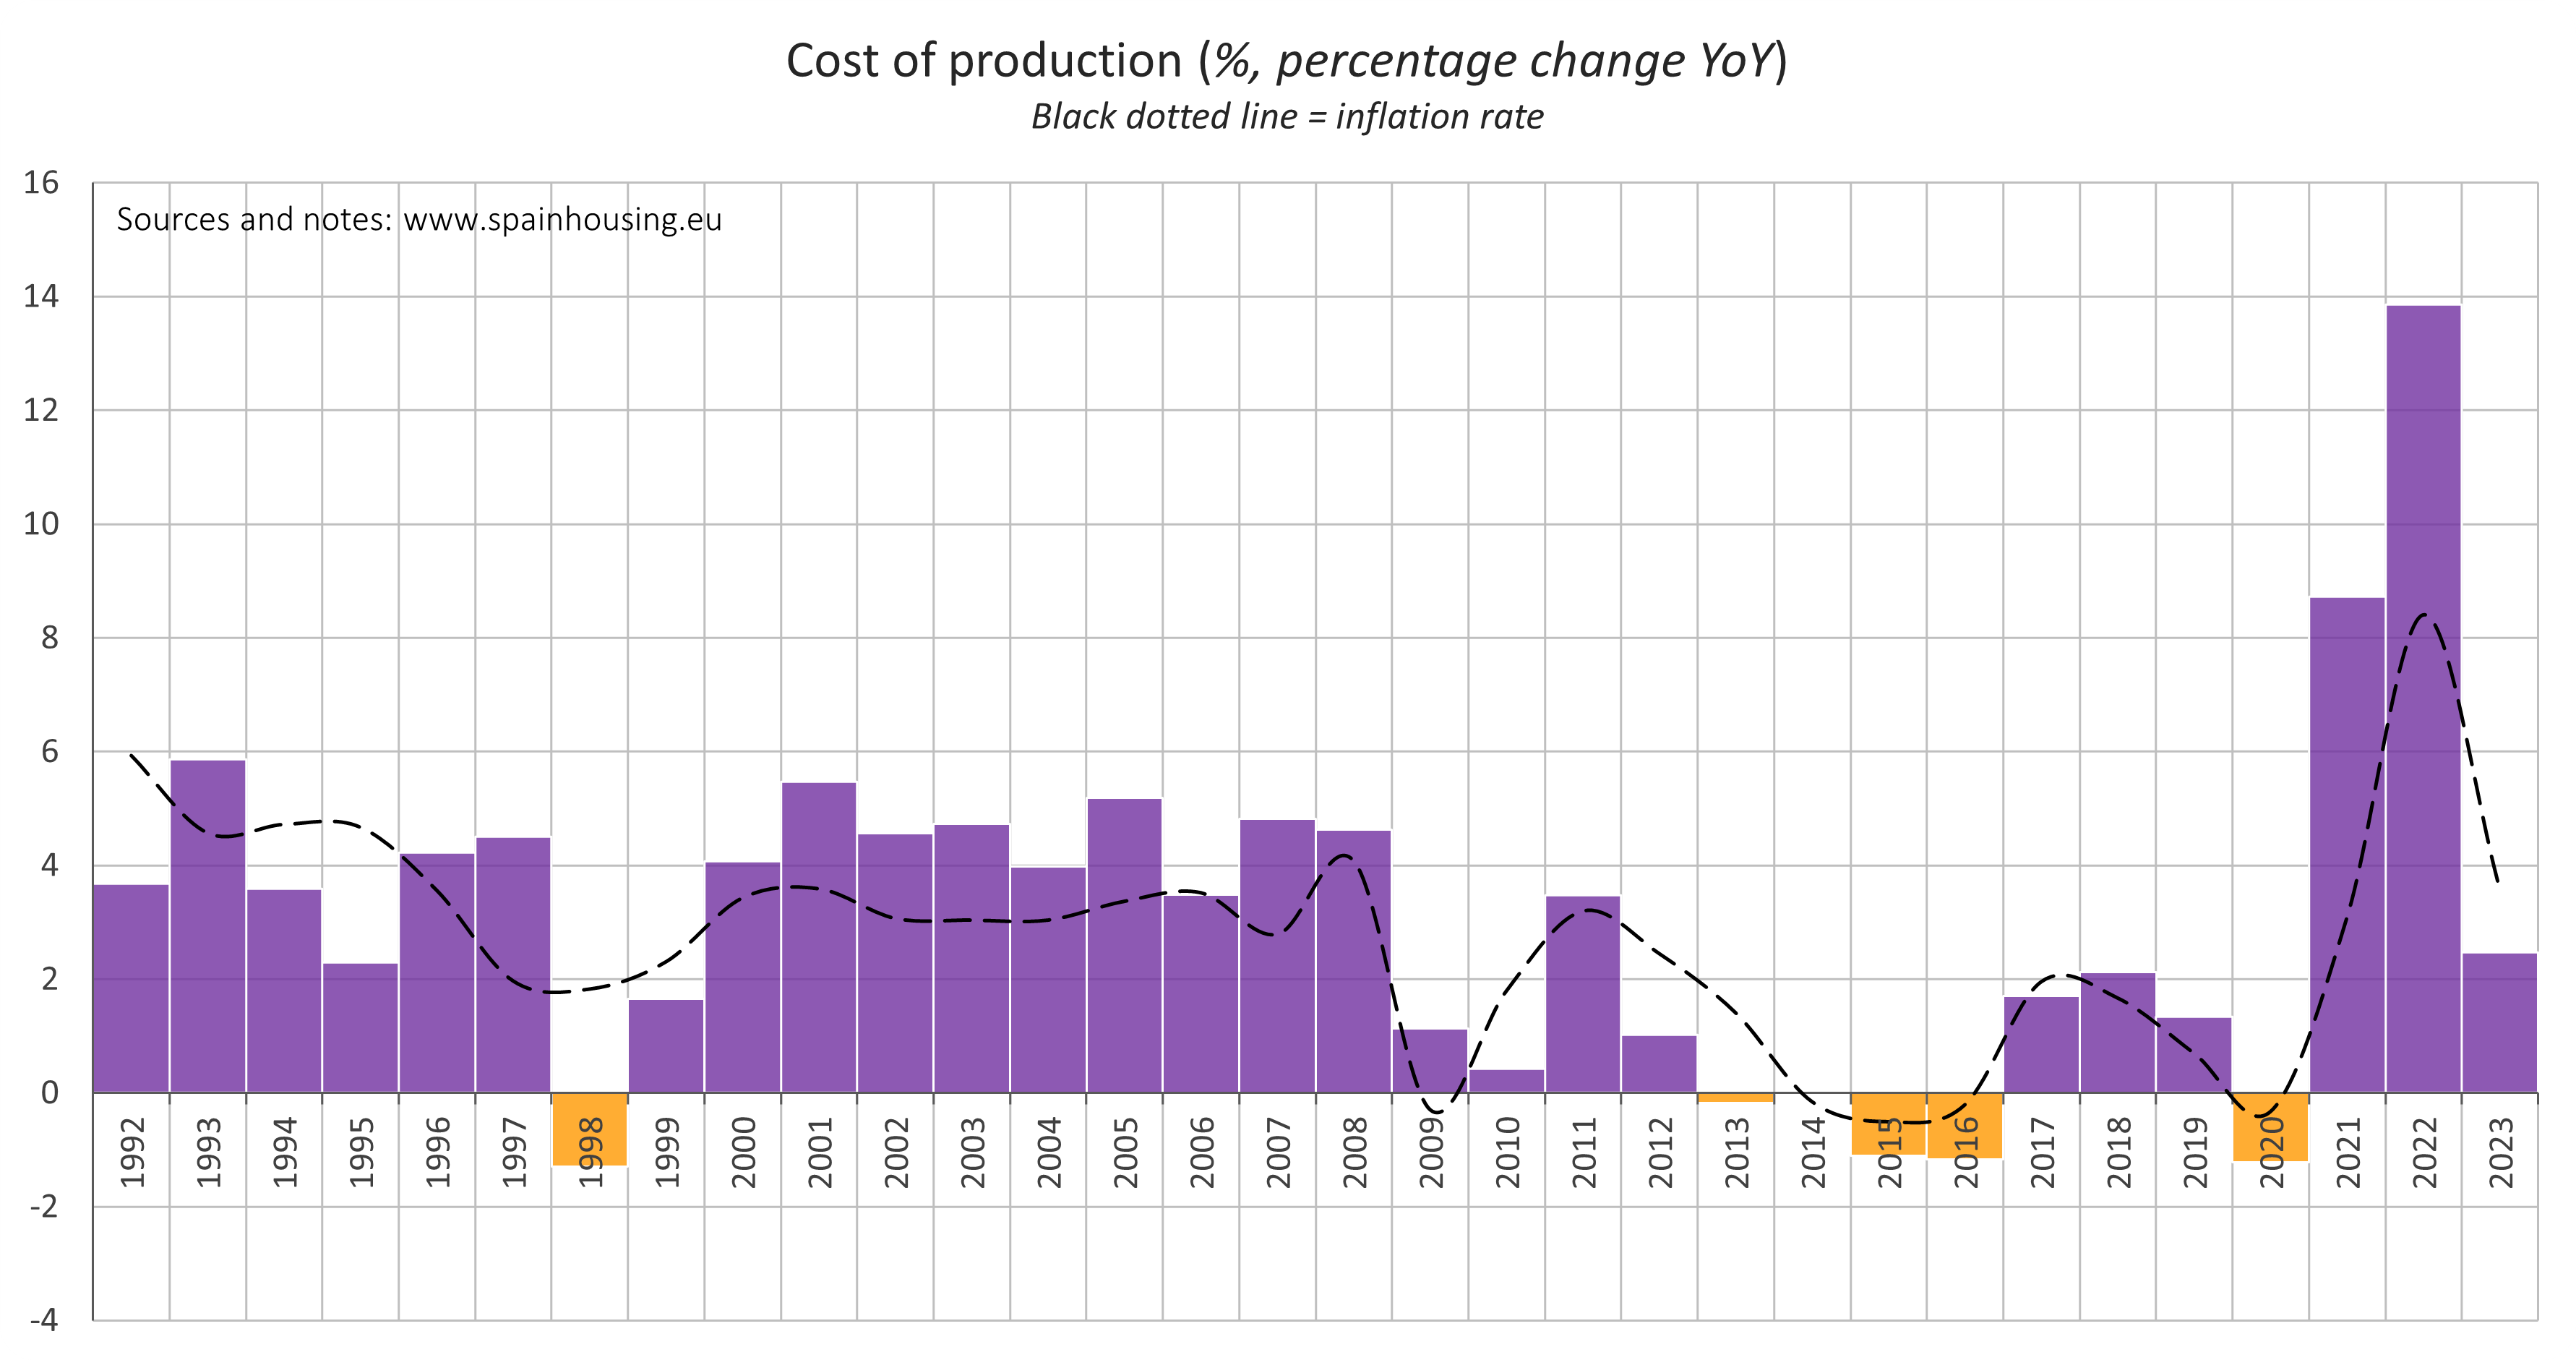 Cost of production (%, percentage change YoY)
Black dotted line = inflation rate
16
Sources and notes: www.spainhousing.eu
14
12
10
8
6
4
2
0
1992 1993 1994 1995 1996 1997 1998 1999 2000 2001 2002 2003 2004 2005 2006 2007 2008 2009 2010 2011 2012 2013 2014 2015 2016 2017 2018 2019 2020 2021 2022 2023
-2
-4